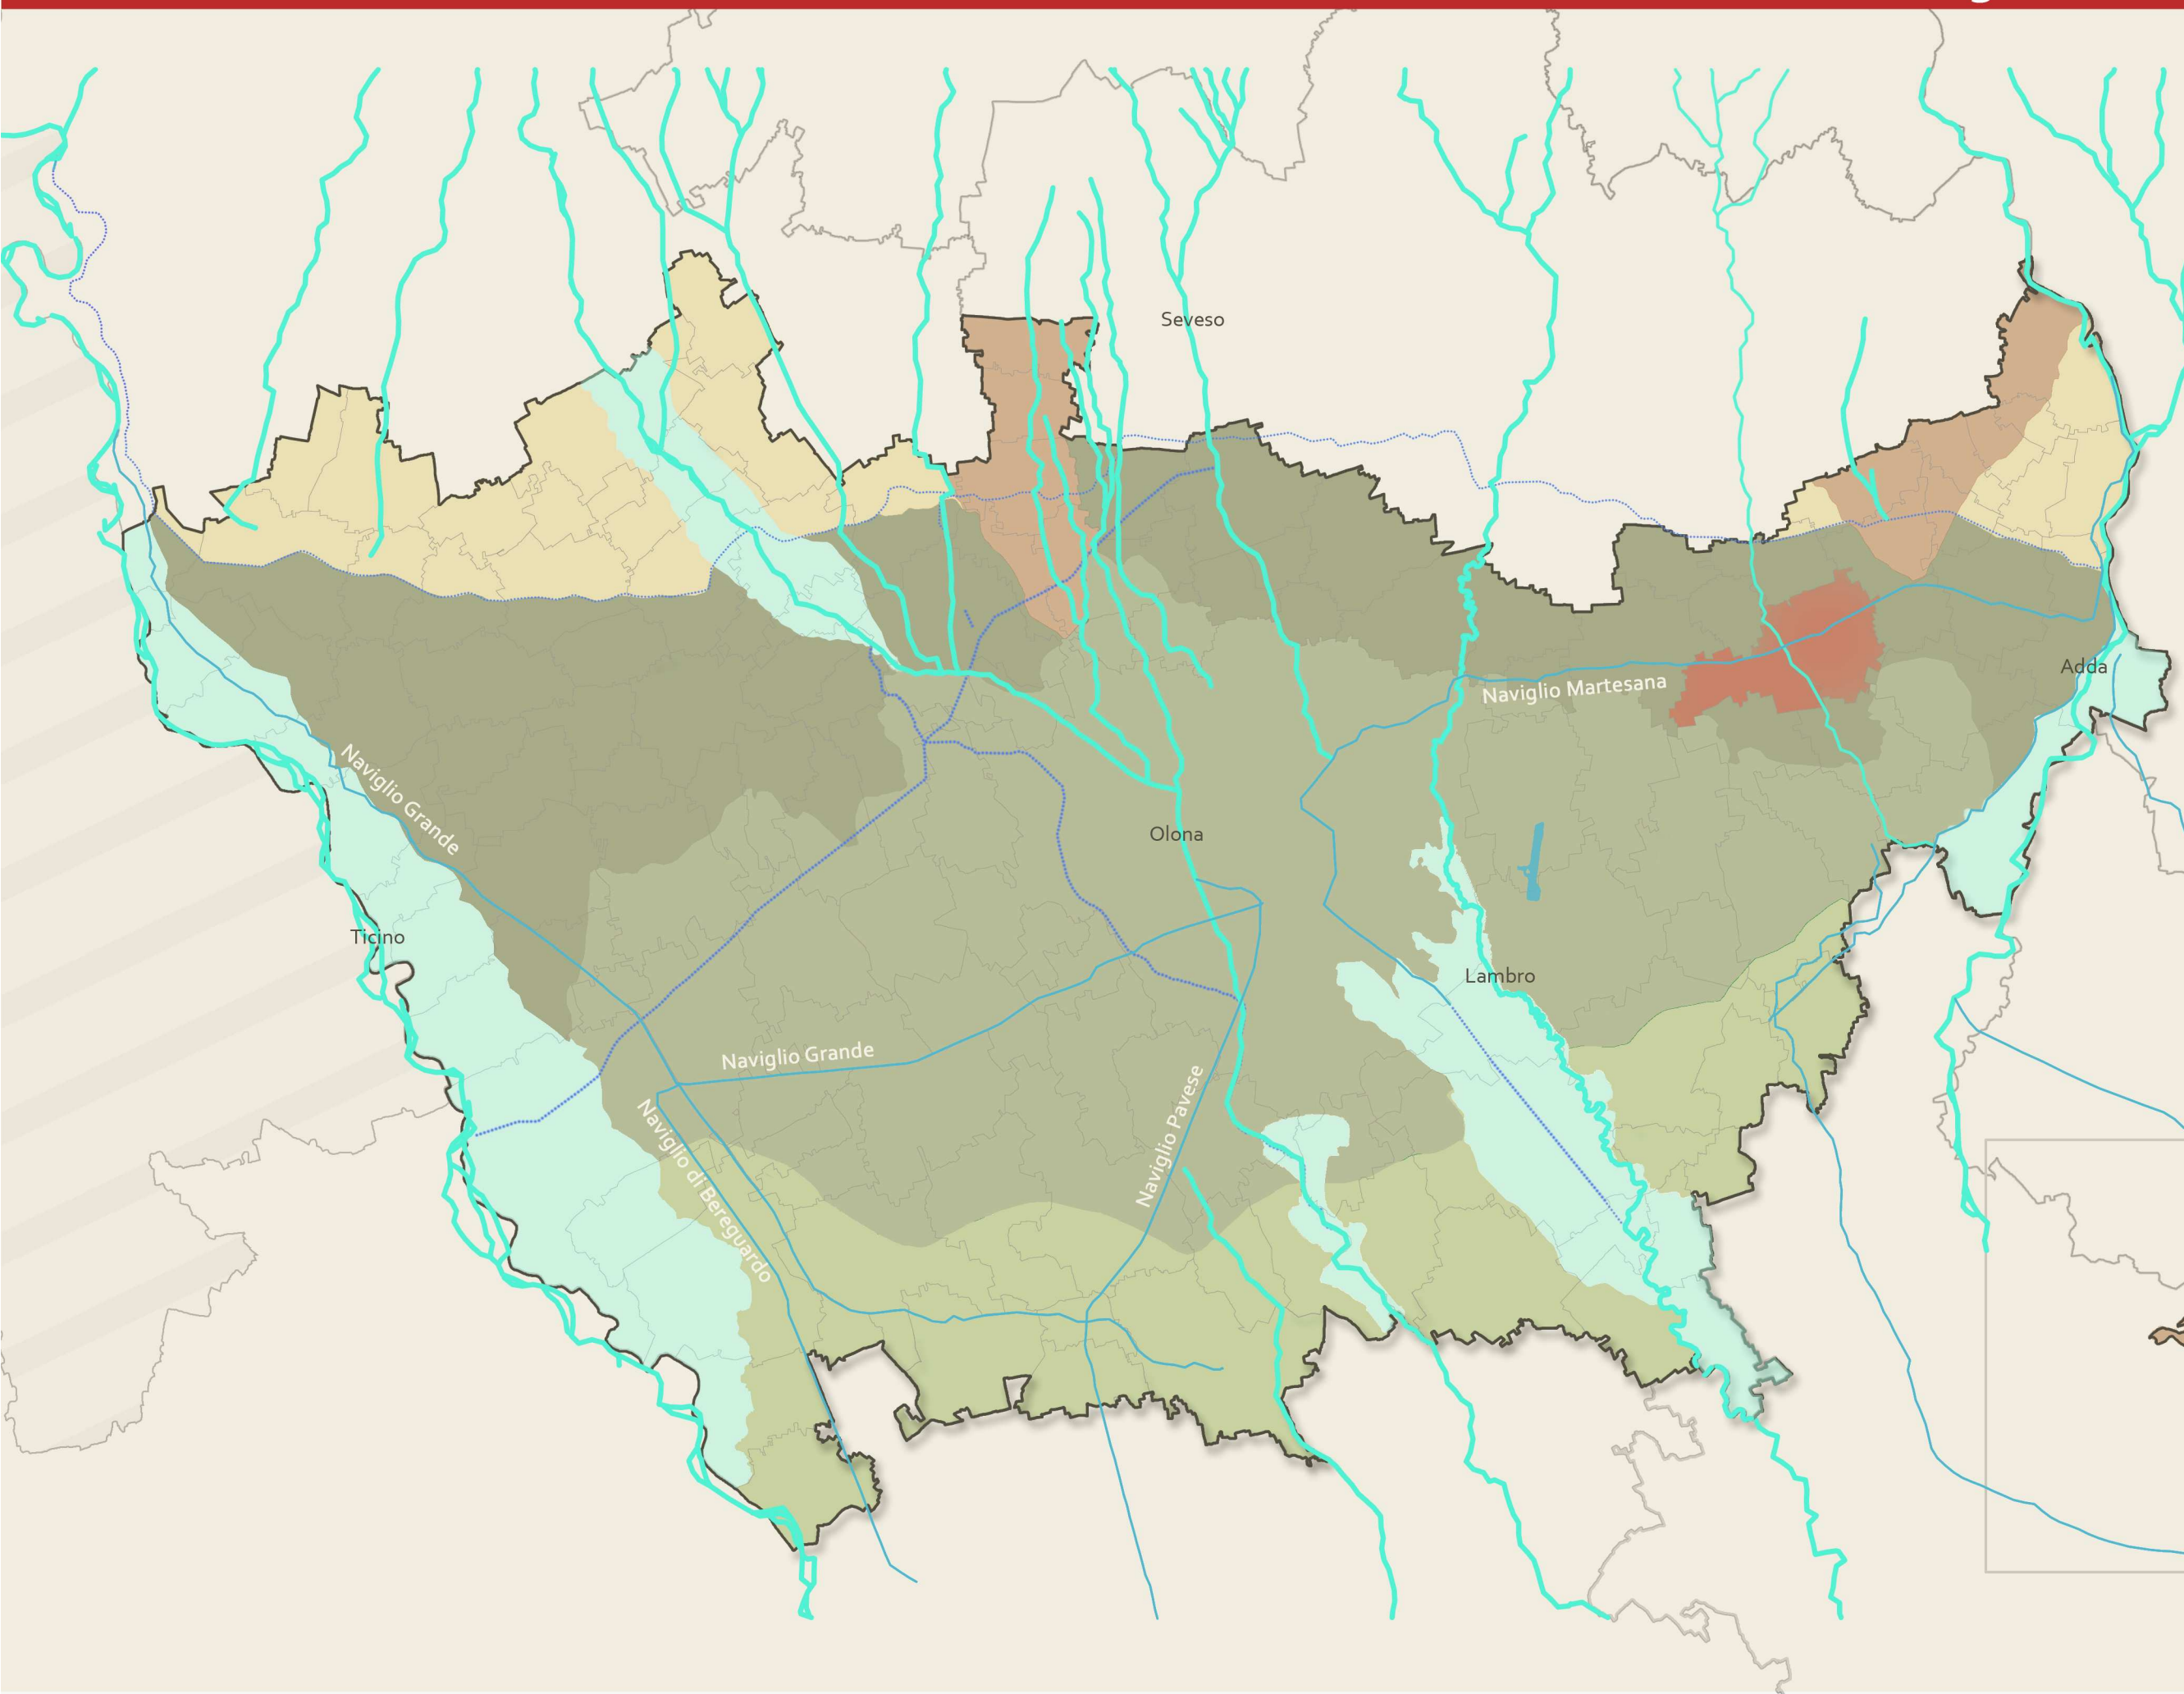 Seveso
Naviglio Martesana
Adda
Naviglio Grande
Olona
Ticino
Lambro
Naviglio Grande
Naviglio Pavese
Naviglio di Bereguardo